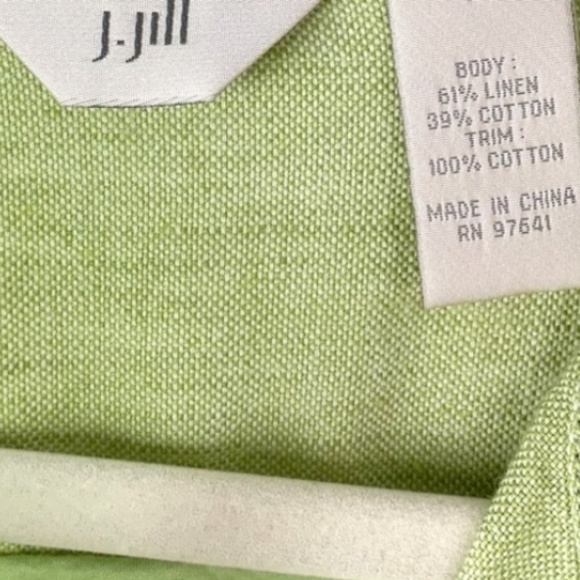 J.Jill
BODY:
61% LINEN
39% COTTON
TRIM:
100% COTTON
MADE IN CHINA
RN 97641